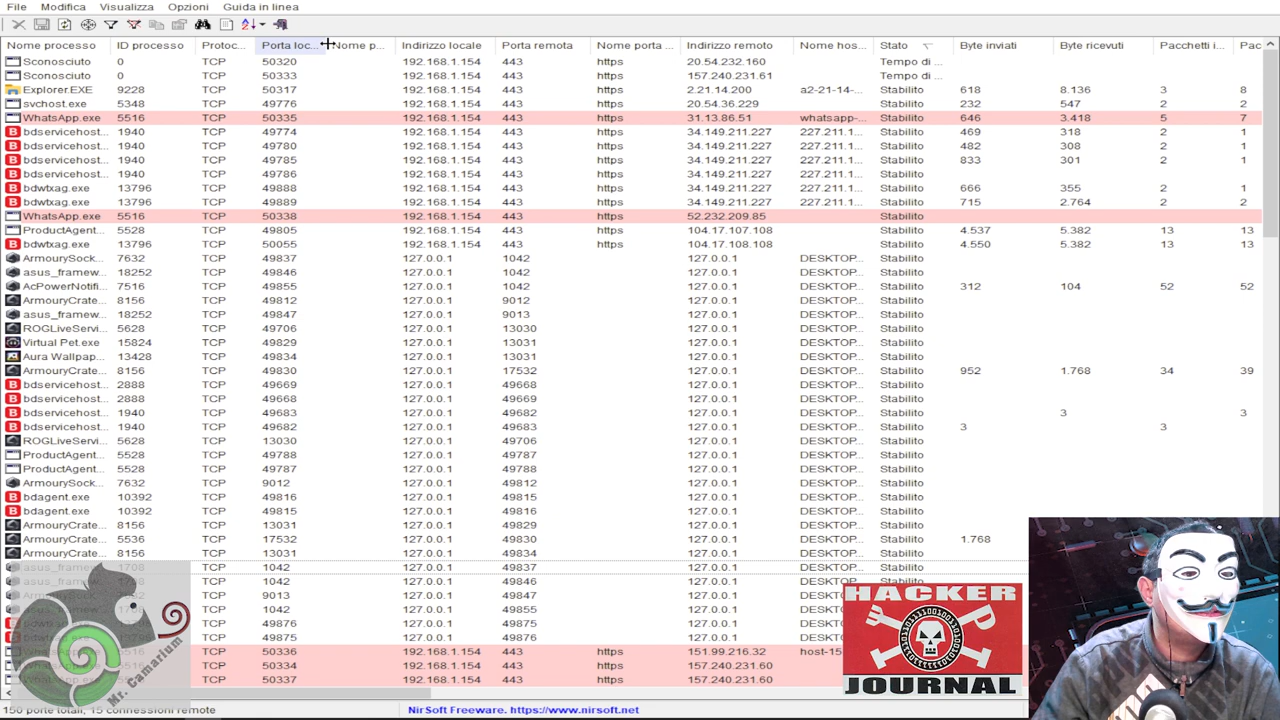 File Modifica Visualizza Opzioni Guida in linea
Nome processo ID processo Protoc... Porta loc... Nome p... Indirizzo locale Porta remota Nome porta ... Indirizzo remoto Nome hos... Stato Byte inviati Byte ricevuti Pacchetti i... Pac
Sconosciuto 0 TCP 50320 192.168.1.154 443 https 20.54.232.160 Tempo di ...
Sconosciuto 0 TCP 50333 192.168.1.154 443 https 157.240.231.61 Tempo di ...
Explorer.EXE 9228 TCP 50317 192.168.1.154 443 https 2.21.14.200 a2-21-14-... Stabilito 618 8.136 3 8
svchost.exe 5348 TCP 49776 192.168.1.154 443 https 20.54.36.229 Stabilito 232 547 2 2
WhatsApp.exe 5516 TCP 50335 192.168.1.154 443 https 31.13.86.51 whatsapp-... Stabilito 646 3.418 5 7
bdservicehost... 1940 TCP 49774 192.168.1.154 443 https 34.149.211.227 227.211.1... Stabilito 469 318 2 1
bdservicehost... 1940 TCP 49780 192.168.1.154 443 https 34.149.211.227 227.211.1... Stabilito 482 308 2 1
bdservicehost... 1940 TCP 49785 192.168.1.154 443 https 34.149.211.227 227.211.1... Stabilito 833 301 2 1
bdservicehost... 1940 TCP 49786 192.168.1.154 443 https 34.149.211.227 227.211.1... Stabilito
bdwtxag.exe 13796 TCP 49888 192.168.1.154 443 https 34.149.211.227 227.211.1... Stabilito 666 355 2 1
bdwtxag.exe 13796 TCP 49889 192.168.1.154 443 https 34.149.211.227 227.211.1... Stabilito 715 2.764 2 2
WhatsApp.exe 5516 TCP 50338 192.168.1.154 443 https 52.232.209.85 Stabilito
ProductAgent... 5528 TCP 49805 192.168.1.154 443 https 104.17.107.108 Stabilito 4.537 5.382 13 13
bdwtxag.exe 13796 TCP 50055 192.168.1.154 443 https 104.17.108.108 Stabilito 4.550 5.382 13 13
ArmourySock... 7632 TCP 49837 127.0.0.1 1042 127.0.0.1 DESKTOP... Stabilito
asus_framew... 18252 TCP 49846 127.0.0.1 1042 127.0.0.1 DESKTOP... Stabilito
AcPowerNotifi... 7516 TCP 49855 127.0.0.1 1042 127.0.0.1 DESKTOP... Stabilito 312 104 52 52
ArmouryCrate... 8156 TCP 49812 127.0.0.1 9012 127.0.0.1 DESKTOP... Stabilito
asus_framew... 18252 TCP 49847 127.0.0.1 9013 127.0.0.1 DESKTOP... Stabilito
ROGLiveServi... 5628 TCP 49706 127.0.0.1 13030 127.0.0.1 DESKTOP... Stabilito
Virtual Pet.exe 15824 TCP 49829 127.0.0.1 13031 127.0.0.1 DESKTOP... Stabilito
Aura Wallpap... 13428 TCP 49834 127.0.0.1 13031 127.0.0.1 DESKTOP... Stabilito
ArmouryCrate... 8156 TCP 49830 127.0.0.1 17532 127.0.0.1 DESKTOP... Stabilito 952 1.768 34 39
bdservicehost... 2888 TCP 49669 127.0.0.1 49668 127.0.0.1 DESKTOP... Stabilito
bdservicehost... 2888 TCP 49668 127.0.0.1 49669 127.0.0.1 DESKTOP... Stabilito
bdservicehost... 1940 TCP 49683 127.0.0.1 49682 127.0.0.1 DESKTOP... Stabilito 3 3
bdservicehost... 1940 TCP 49682 127.0.0.1 49683 127.0.0.1 DESKTOP... Stabilito 3 3
ROGLiveServi... 5628 TCP 13030 127.0.0.1 49706 127.0.0.1 DESKTOP... Stabilito
ProductAgent... 5528 TCP 49788 127.0.0.1 49787 127.0.0.1 DESKTOP... Stabilito
ProductAgent... 5528 TCP 49787 127.0.0.1 49788 127.0.0.1 DESKTOP... Stabilito
ArmourySock... 7632 TCP 9012 127.0.0.1 49812 127.0.0.1 DESKTOP... Stabilito
bdagent.exe 10392 TCP 49816 127.0.0.1 49815 127.0.0.1 DESKTOP... Stabilito
bdagent.exe 10392 TCP 49815 127.0.0.1 49816 127.0.0.1 DESKTOP... Stabilito
ArmouryCrate... 8156 TCP 13031 127.0.0.1 49829 127.0.0.1 DESKTOP... Stabilito
ArmouryCrate... 5536 TCP 17532 127.0.0.1 49830 127.0.0.1 DESKTOP... Stabilito 1.768
ArmouryCrate... 8156 TCP 13031 127.0.0.1 49834 127.0.0.1 DESKTOP... Stabilito
asus_framew... 1708 TCP 1042 127.0.0.1 49837 127.0.0.1 DESKTOP... Stabilito
TCP 1042 127.0.0.1 49846 127.0.0.1 DESKTOP... Stabilito
TCP 9013 127.0.0.1 49847 127.0.0.1
TCP 1042 127.0.0.1 49855 127.0.0.1
TCP 49876 127.0.0.1 49875 127.0.0.1
TCP 49875 127.0.0.1 49876 127.0.0.1
TCP 50336 192.168.1.154 443 https 151.99.216.32 host-15
TCP 50334 192.168.1.154 443 https 157.240.231.60
TCP 50337 192.168.1.154 443 https 157.240.231.60
150 porte totali, 15 connessioni remote NirSoft Freeware. https://www.nirsoft.net
Mr. Camarium
HACKER
JOURNAL